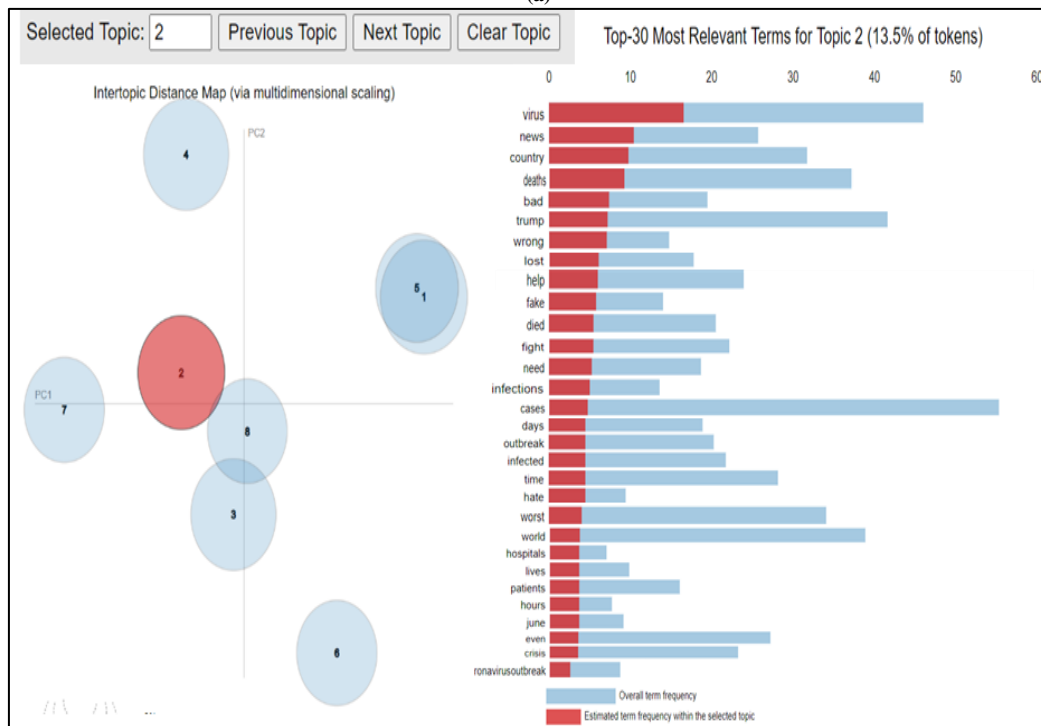 Selected Topic: 2 Previous Topic Next Topic Clear Topic
Top-30 Most Relevant Terms for Topic 2 (13.5% of tokens)
Intertopic Distance Map (via multidimensional scaling)
PC2
4
5
1
2
PC1
7
8
3
6
0 10 20 30 40 50 60
virus
news
country
deaths
bad
trump
wrong
lost
help
fake
died
fight
need
infections
cases
days
outbreak
infected
time
hate
worst
world
hospitals
lives
patients
hours
june
even
crisis
ronavirusoutbreak
Overall term frequency
Estimated term frequency within the selected topic